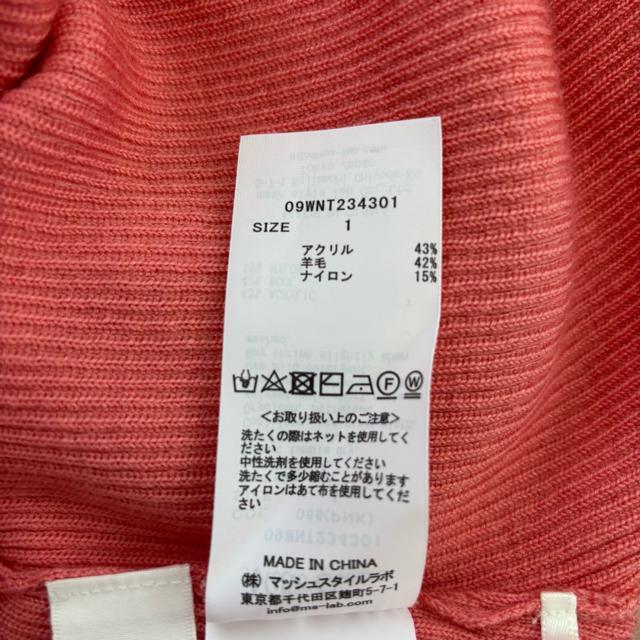 09WNT234301
SIZE 1
アクリル 43%
羊毛 42%
ナイロン 15%
F W
＜お取り扱い上のご注意＞
洗たくの際はネットを使用してく
ださい
中性洗剤を使用してください
洗たくで多少縮むことがあります
アイロンはあて布を使用してくだ
さい
MADE IN CHINA
(株) マッシュスタイルラボ
東京都千代田区麹町5-7-1
info@ms-lab.com